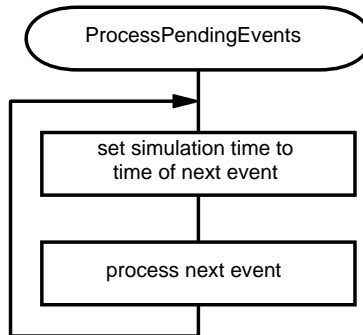 ProcessPendingEvents
set simulation time to
time of next event
process next event